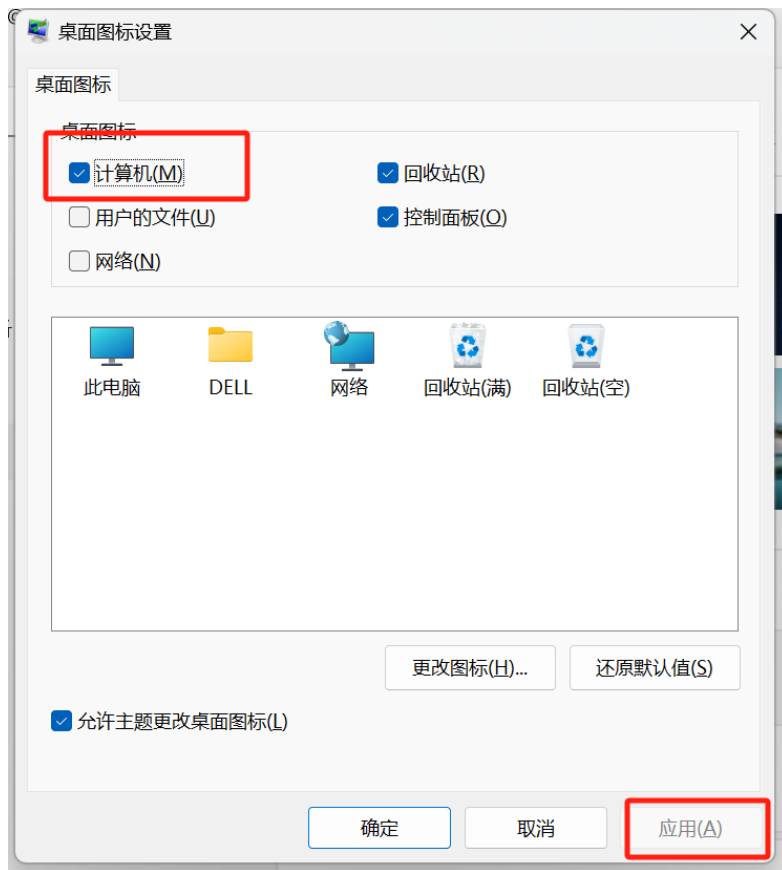 桌面图标设置
桌面图标
桌面图标
计算机(M) 回收站(R)
用户的文件(U) 控制面板(O)
网络(N)
此电脑 DELL 网络 回收站(满) 回收站(空)
更改图标(H)... 还原默认值(S)
允许主题更改桌面图标(L)
确定 取消 应用(A)